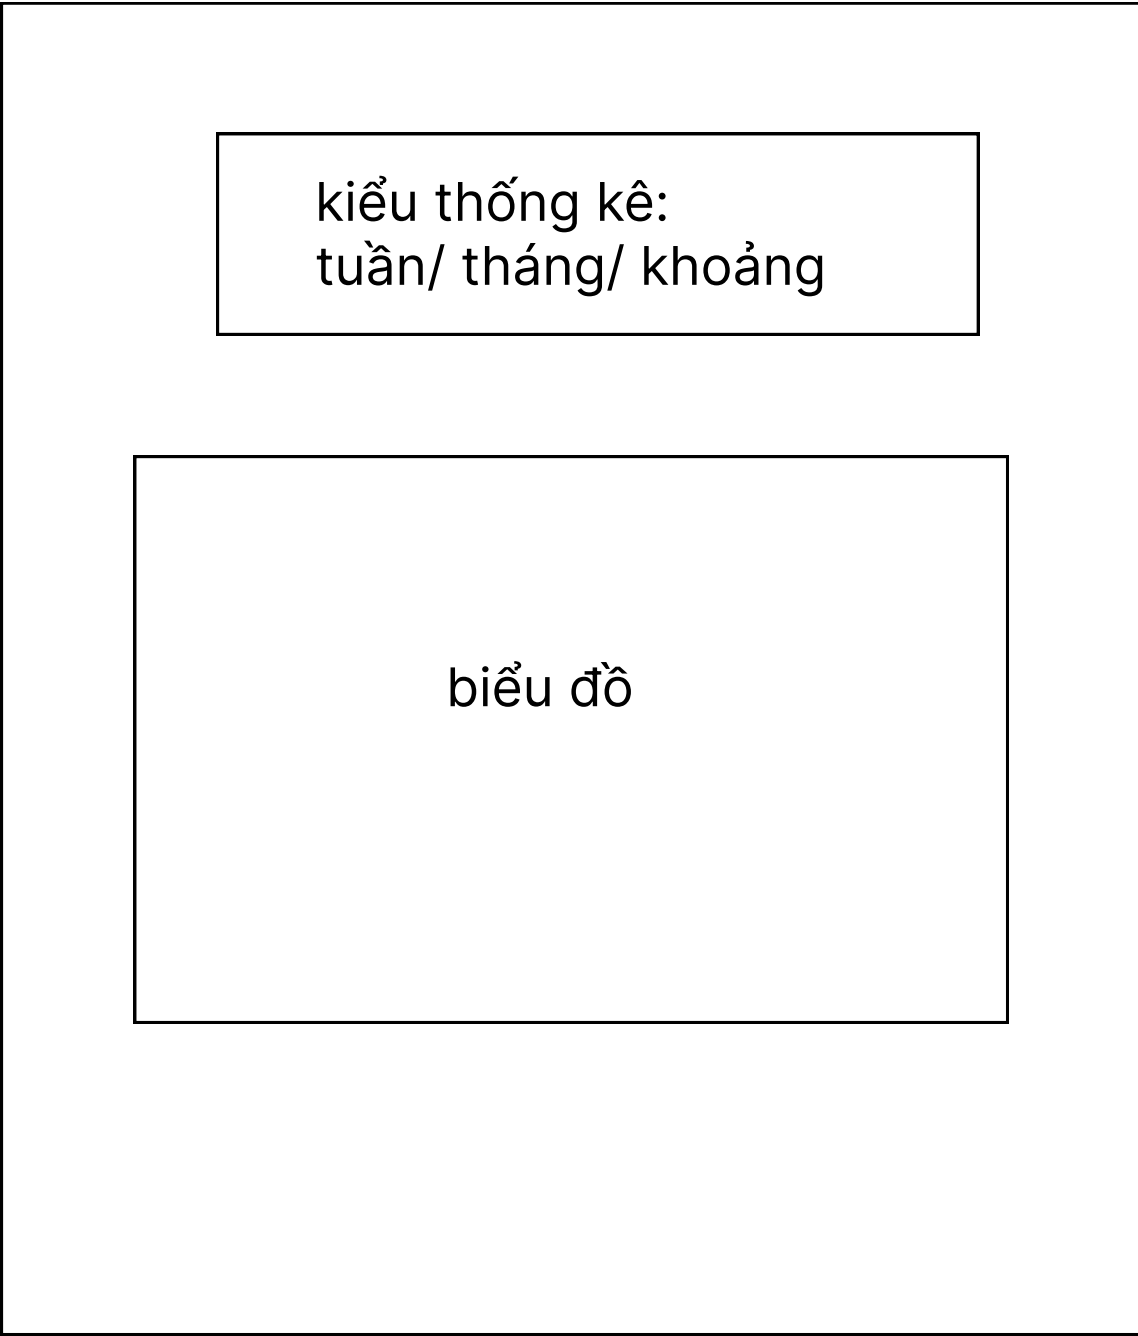 kiểu thống kê:
tuần/ tháng/ khoảng
biểu đồ